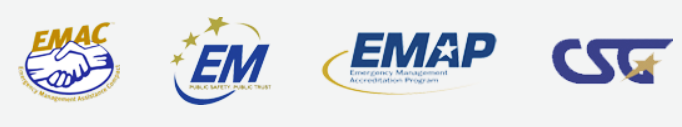 EMAC
Emergency Management Assistance Compact
EM
PUBLIC SAFETY. PUBLIC TRUST
EMAP
Emergency Management
Accreditation Program
CSG